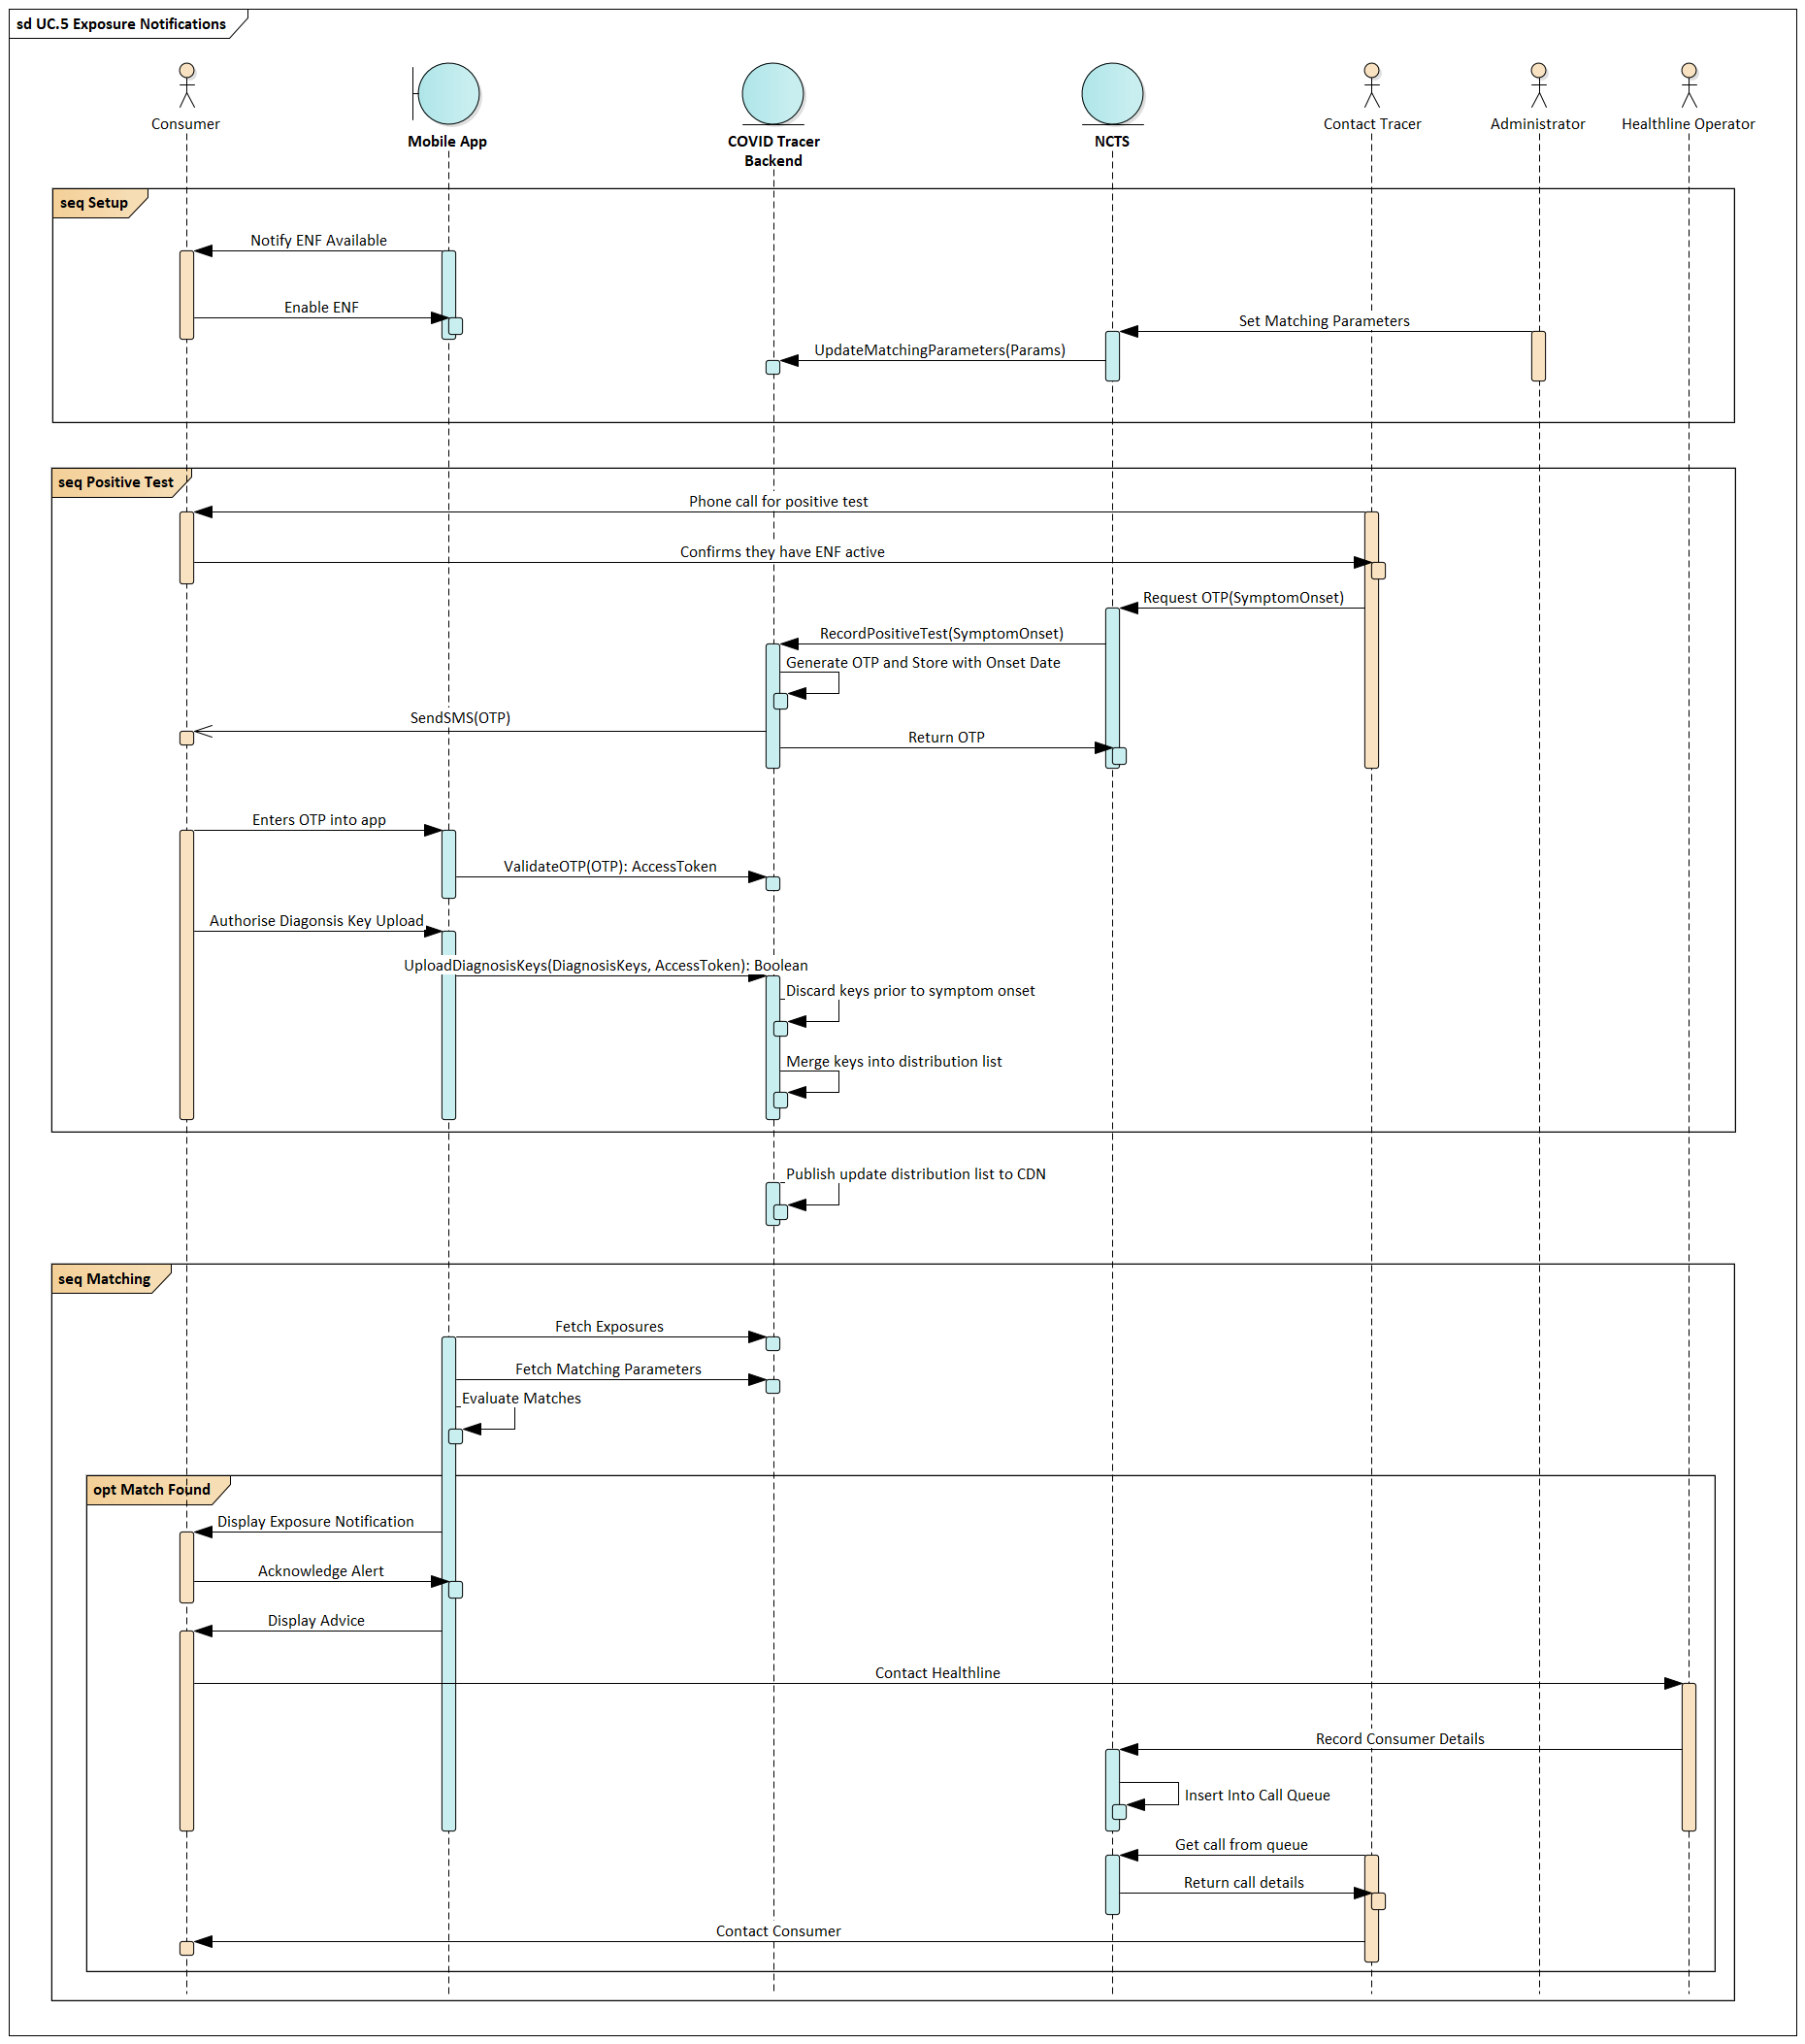 sd UC.5 Exposure Notifications
Consumer
Mobile App
COVID Tracer
Backend
NCTS
Contact Tracer
Administrator
Healthline Operator
seq Setup
Notify ENF Available
Enable ENF
Set Matching Parameters
UpdateMatchingParameters(Params)
seq Positive Test
Phone call for positive test
Confirms they have ENF active
Request OTP(SymptomOnset)
RecordPositiveTest(SymptomOnset)
Generate OTP and Store with Onset Date
SendSMS(OTP)
Return OTP
Enters OTP into app
ValidateOTP(OTP): AccessToken
Authorise Diagonsis Key Upload
UploadDiagnosisKeys(DiagnosisKeys, AccessToken): Boolean
Discard keys prior to symptom onset
Merge keys into distribution list
Publish update distribution list to CDN
seq Matching
Fetch Exposures
Fetch Matching Parameters
Evaluate Matches
opt Match Found
Display Exposure Notification
Acknowledge Alert
Display Advice
Contact Healthline
Record Consumer Details
Insert Into Call Queue
Get call from queue
Return call details
Contact Consumer